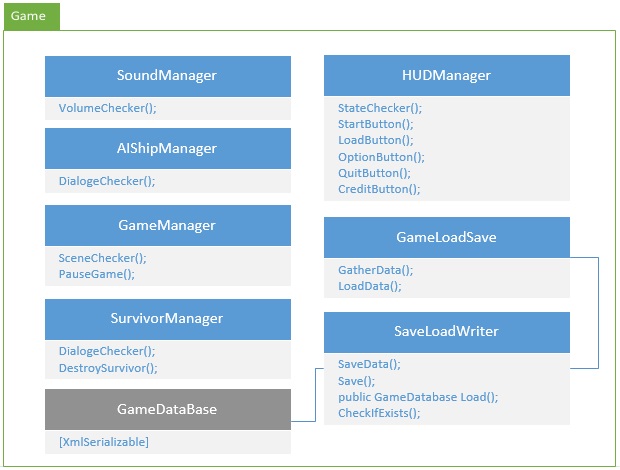 Game
SoundManager
VolumeChecker();
AIShipManager
DialogeChecker();
GameManager
SceneChecker();
PauseGame();
SurvivorManager
DialogeChecker();
DestroySurvivor();
GameDataBase
[XmlSerializable]
HUDManager
StateChecker();
StartButton();
LoadButton();
OptionButton();
QuitButton();
CreditButton();
GameLoadSave
GatherData();
LoadData();
SaveLoadWriter
SaveData();
Save();
public GameDatabase Load();
CheckIfExists();